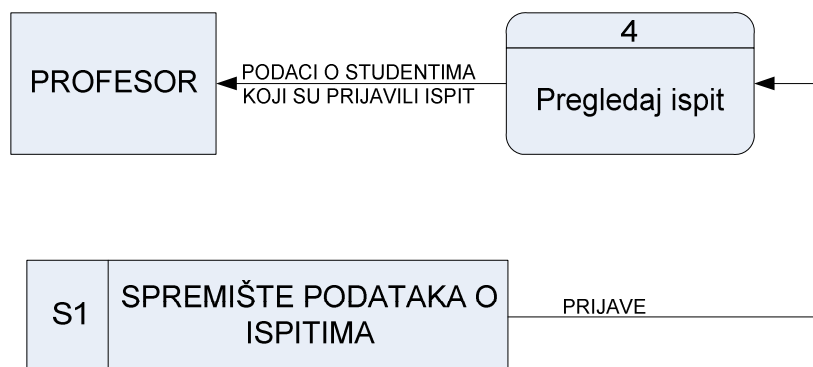 PROFESOR
PODACI O STUDENTIMA
KOJI SU PRIJAVILI ISPIT
4
Pregledaj ispit
S1
SPREMIŠTE PODATAKA O
ISPITIMA
PRIJAVE